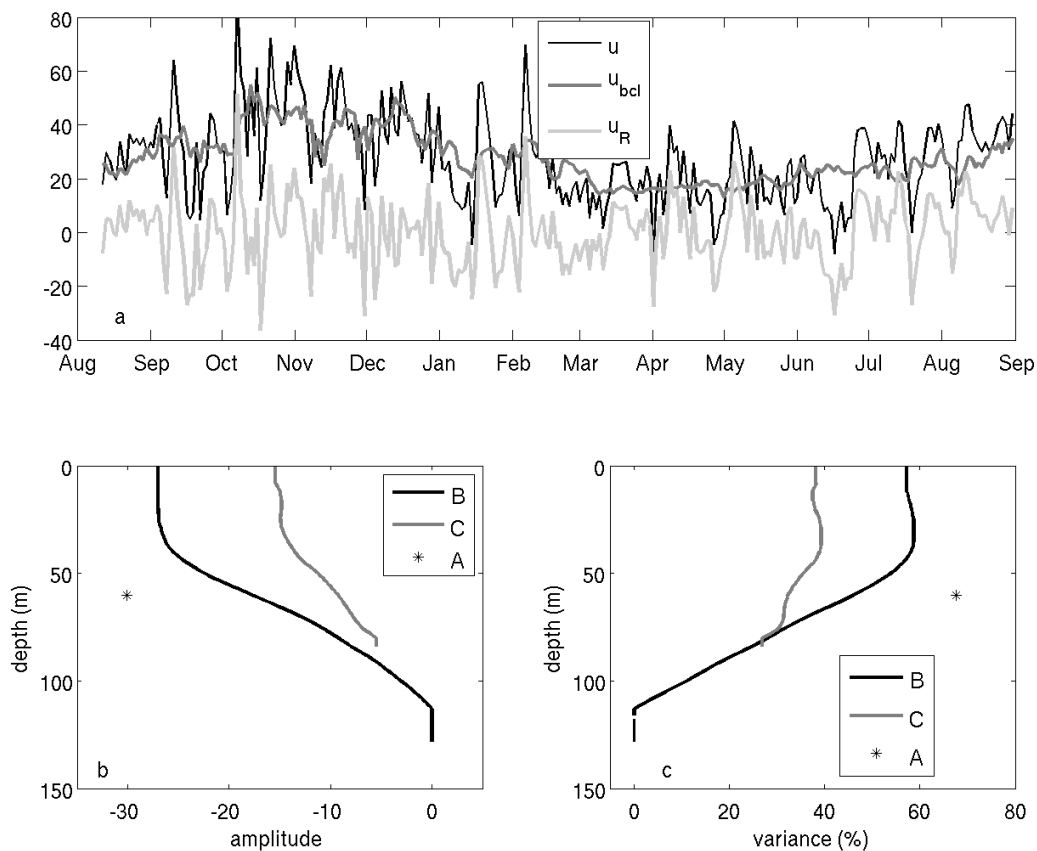 80
60
40
20
0
-20
-40
u
u_bcl
u_R
a
Aug Sep Oct Nov Dec Jan Feb Mar Apr May Jun Jul Aug Sep
0
50
100
150
depth (m)
B
C
* A
b
-30 -20 -10 0
amplitude
0
50
100
150
depth (m)
B
C
* A
c
0 20 40 60 80
variance (%)